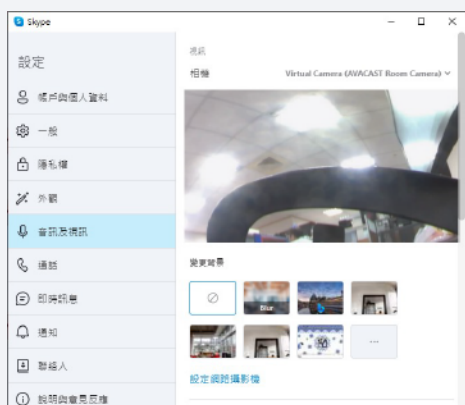 Skype
設定
帳戶與個人資料
一般
隱私權
外觀
音訊及視訊
通話
即時訊息
通知
聯絡人
說明與意見反應
視訊
相機 Virtual Camera (AVACAST Room Camera)
變更背景
Blur
設定網路攝影機